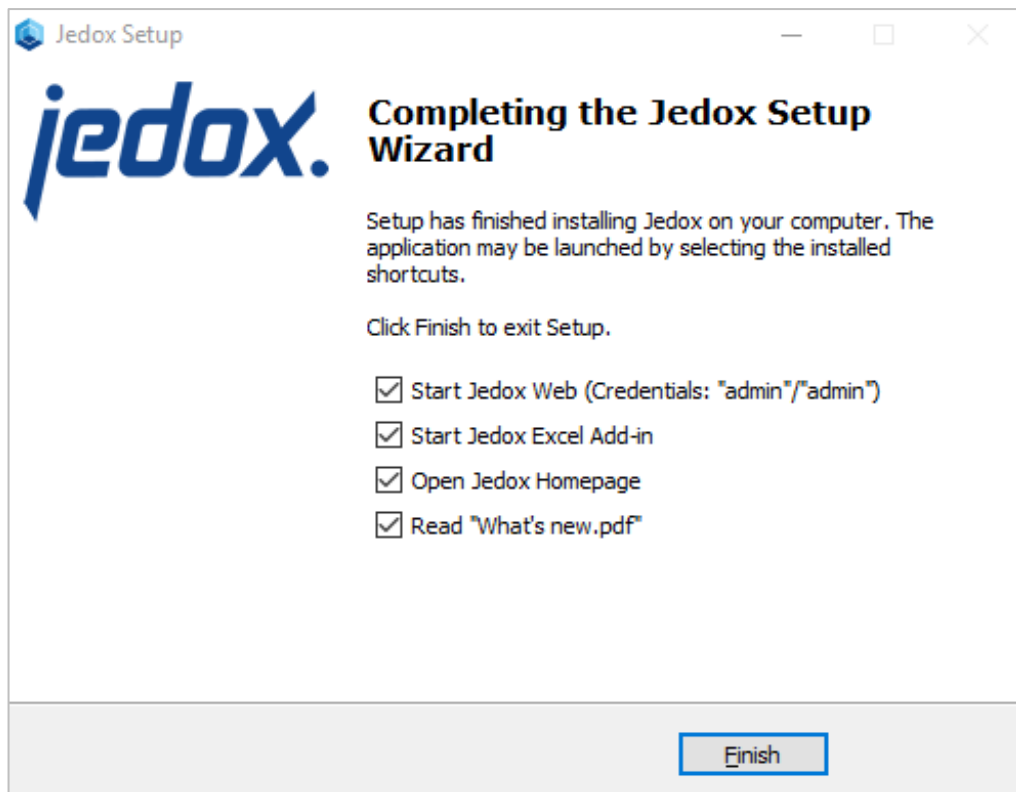 Jedox Setup
jedox.
Completing the Jedox Setup
Wizard
Setup has finished installing Jedox on your computer. The
application may be launched by selecting the installed
shortcuts.
Click Finish to exit Setup.
Start Jedox Web (Credentials: "admin"/"admin")
Start Jedox Excel Add-in
Open Jedox Homepage
Read "What's new.pdf"
Finish